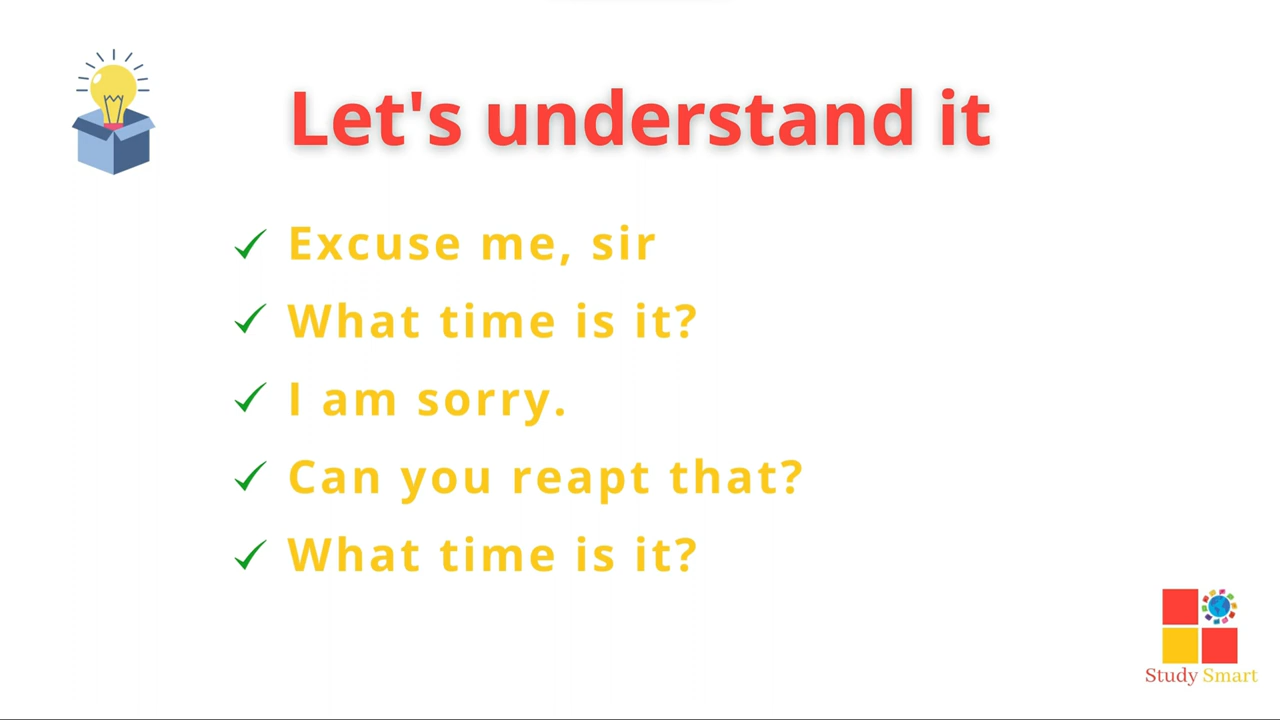 Let's understand it
Excuse me, sir
What time is it?
I am sorry.
Can you reapt that?
What time is it?
Study Smart